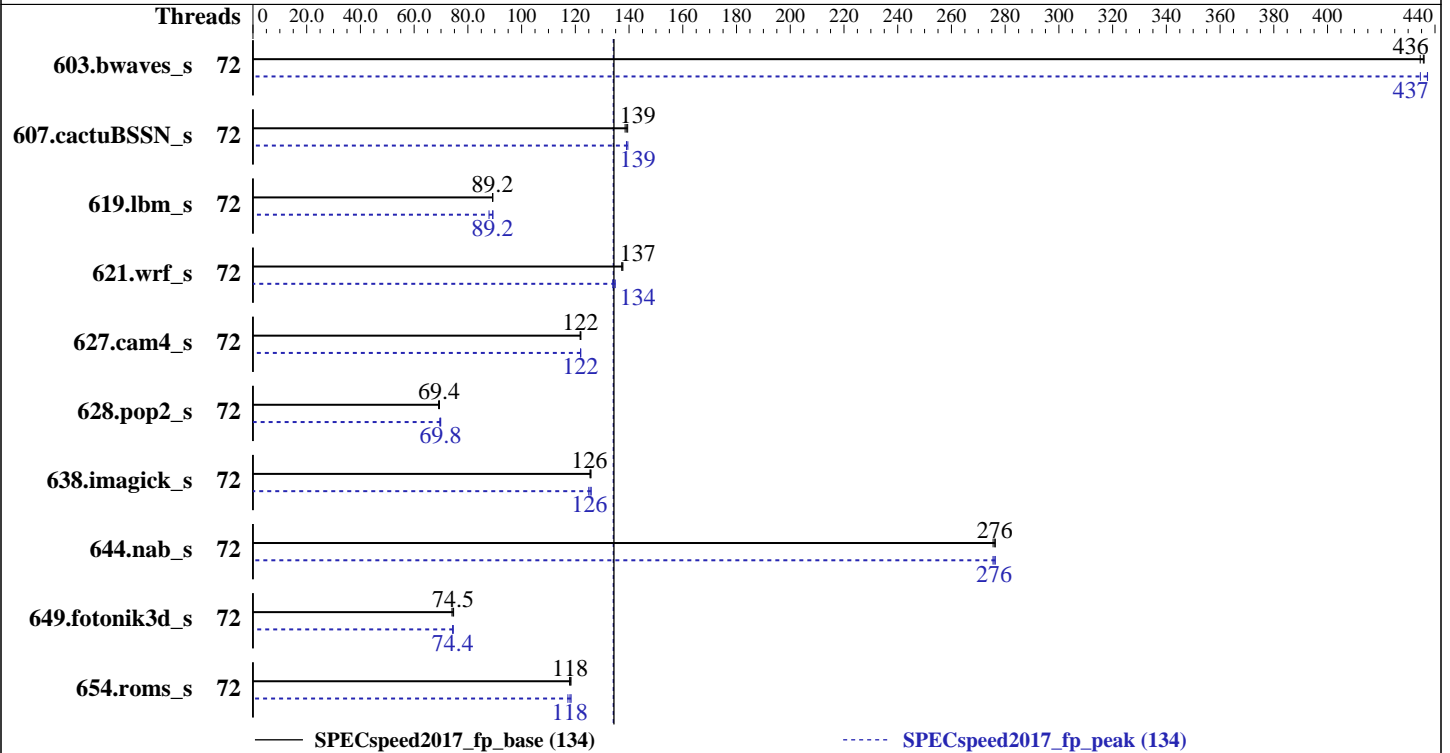 Threads 0 20.0 40.0 60.0 80.0 100 120 140 160 180 200 220 240 260 280 300 320 340 360 380 400 440
436
603.bwaves_s 72
437
139
607.cactuBSSN_s 72
139
89.2
619.lbm_s 72
89.2
137
621.wrf_s 72
134
122
627.cam4_s 72
122
69.4
628.pop2_s 72
69.8
126
638.imagick_s 72
126
276
644.nab_s 72
276
74.5
649.fotonik3d_s 72
74.4
118
654.roms_s 72
118
SPECspeed2017_fp_base (134) SPECspeed2017_fp_peak (134)